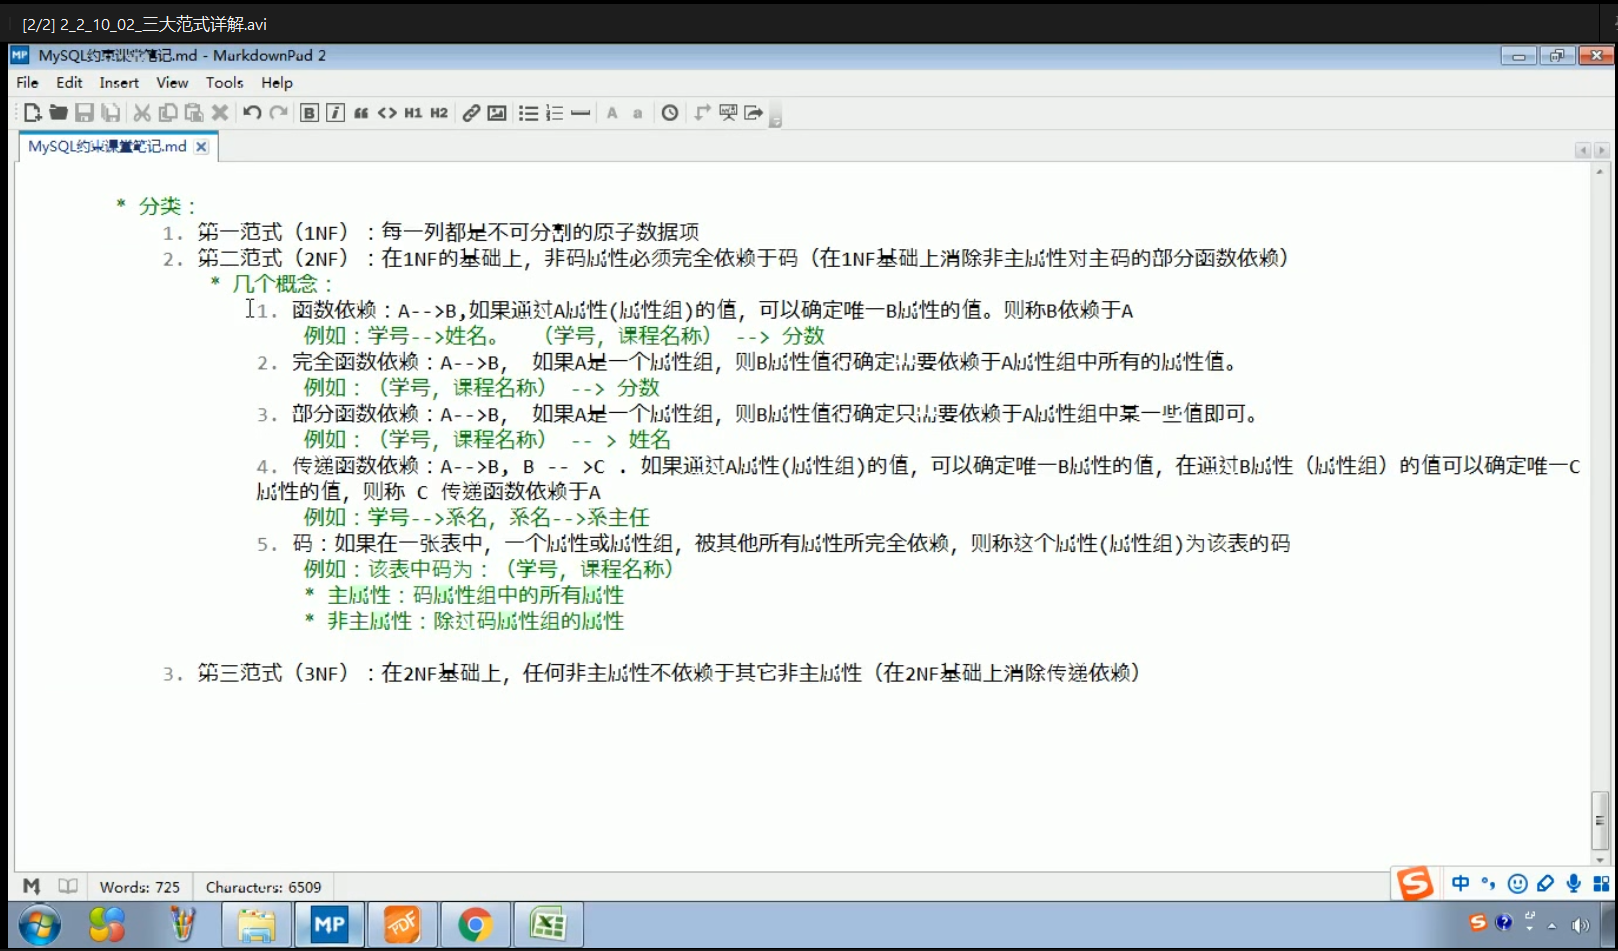 [2/2] 2_2_10_02_三大范式详解.avi
MySQL约束课堂笔记.md - MarkdownPad 2
File Edit Insert View Tools Help
H1 H2
MySQL约束课堂笔记.md
* 分类：
1. 第一范式（1NF）：每一列都是不可分割的原子数据项
2. 第二范式（2NF）：在1NF的基础上，非码属性必须完全依赖于码（在1NF基础上消除非主属性对主码的部分函数依赖）
* 几个概念：
1. 函数依赖：A-->B,如果通过A属性(属性组)的值，可以确定唯一B属性的值。则称B依赖于A
例如：学号-->姓名。 （学号，课程名称） --> 分数
2. 完全函数依赖：A-->B， 如果A是一个属性组，则B属性值得确定需要依赖于A属性组中所有的属性值。
例如：（学号，课程名称） --> 分数
3. 部分函数依赖：A-->B， 如果A是一个属性组，则B属性值得确定只需要依赖于A属性组中某一些值即可。
例如：（学号，课程名称） -- > 姓名
4. 传递函数依赖：A-->B, B -- >C . 如果通过A属性(属性组)的值，可以确定唯一B属性的值，在通过B属性（属性组）的值可以确定唯一C
属性的值，则称 C 传递函数依赖于A
例如：学号-->系名，系名-->系主任
5. 码：如果在一张表中，一个属性或属性组，被其他所有属性所完全依赖，则称这个属性(属性组)为该表的码
例如：该表中码为：（学号，课程名称）
* 主属性：码属性组中的所有属性
* 非主属性：除过码属性组的属性
3. 第三范式（3NF）：在2NF基础上，任何非主属性不依赖于其它非主属性（在2NF基础上消除传递依赖）
Words: 725 Characters: 6509
中
MP PDF